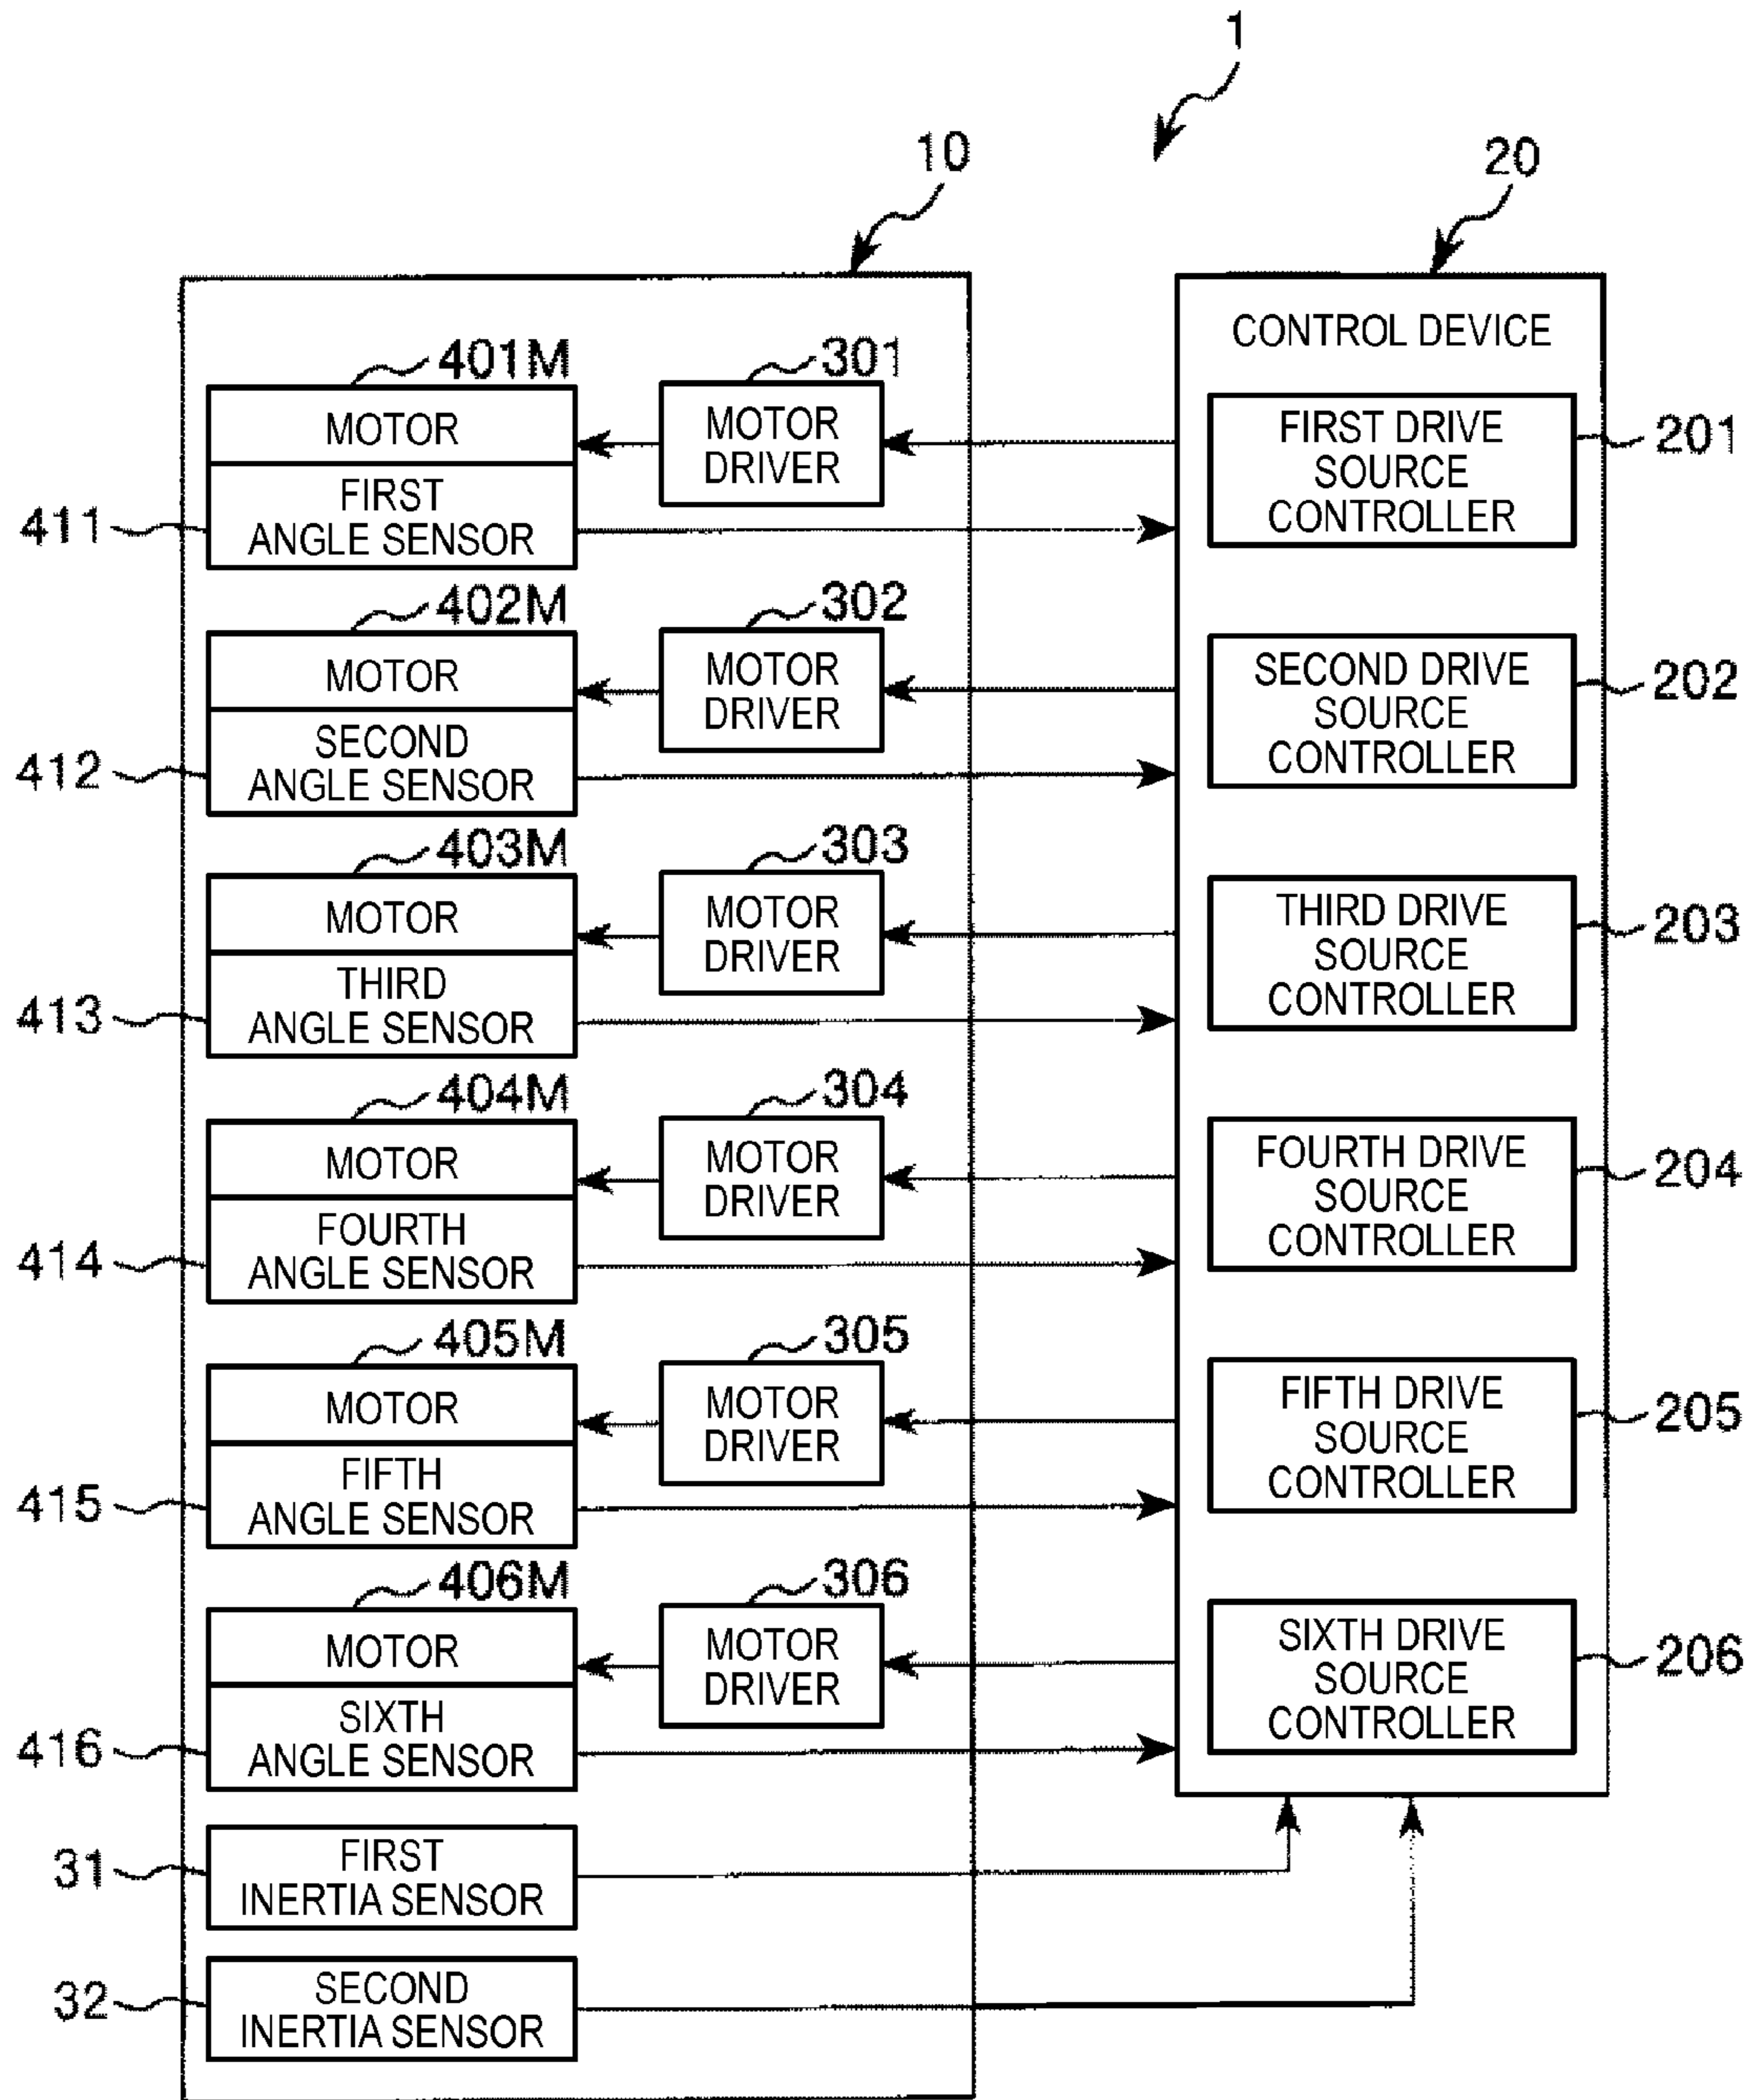 1
10
20
CONTROL DEVICE
401M
301
MOTOR
MOTOR
DRIVER
FIRST DRIVE
SOURCE
CONTROLLER
201
411
FIRST
ANGLE SENSOR
402M
302
MOTOR
MOTOR
DRIVER
SECOND DRIVE
SOURCE
CONTROLLER
202
412
SECOND
ANGLE SENSOR
403M
303
MOTOR
MOTOR
DRIVER
THIRD DRIVE
SOURCE
CONTROLLER
203
413
THIRD
ANGLE SENSOR
404M
304
MOTOR
MOTOR
DRIVER
FOURTH DRIVE
SOURCE
CONTROLLER
204
414
FOURTH
ANGLE SENSOR
405M
305
MOTOR
MOTOR
DRIVER
FIFTH DRIVE
SOURCE
CONTROLLER
205
415
FIFTH
ANGLE SENSOR
406M
306
MOTOR
MOTOR
DRIVER
SIXTH DRIVE
SOURCE
CONTROLLER
206
416
SIXTH
ANGLE SENSOR
31
FIRST
INERTIA SENSOR
32
SECOND
INERTIA SENSOR